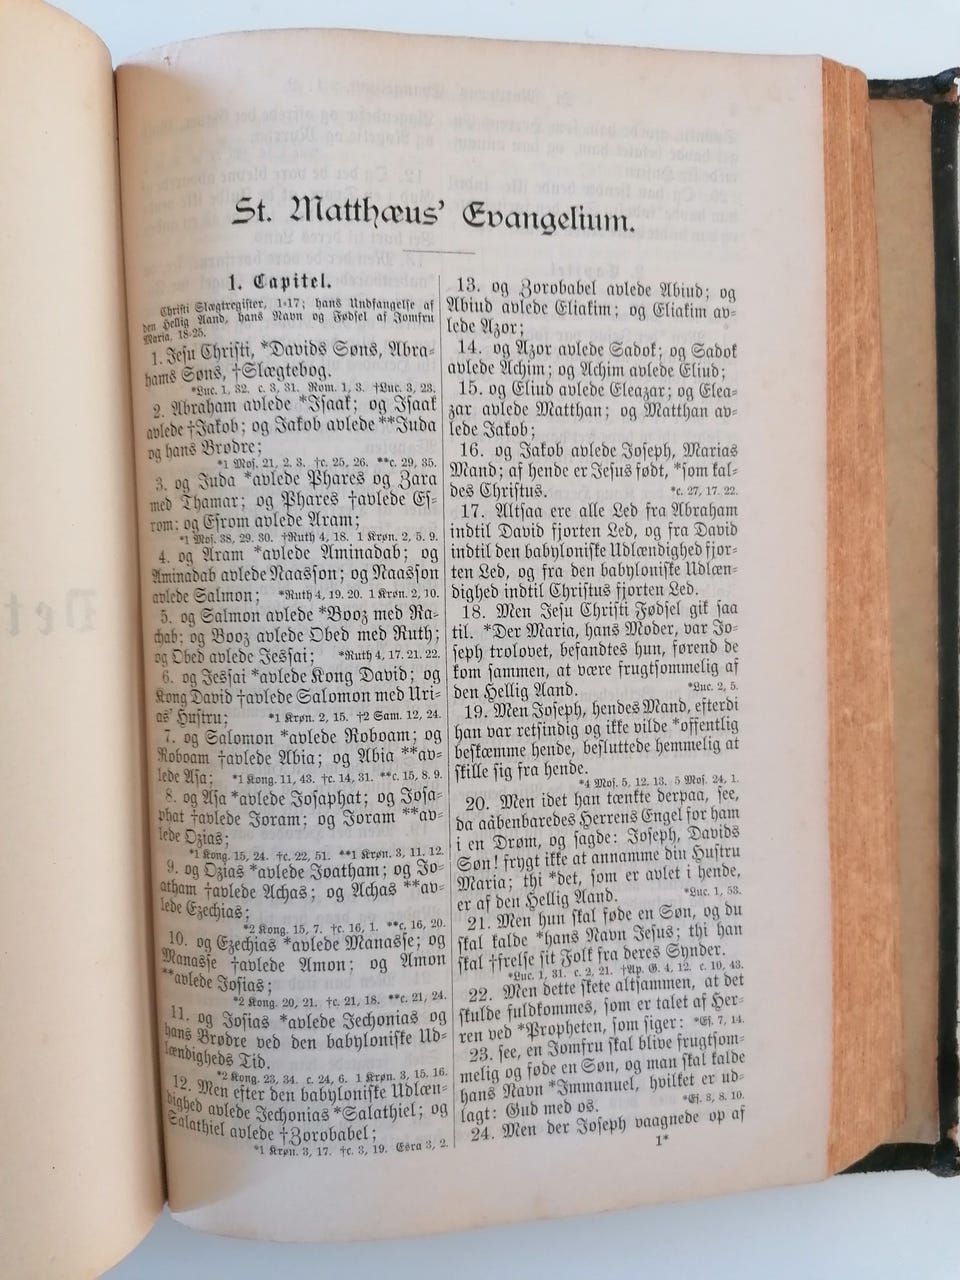 St. Matthæus' Evangelium.
1. Capitel.
Christi Slægtregister, 1-17; hans Undfangelse af
den Hellig Aand, hans Navn og Fødsel af Jomfru
Maria, 18-25.
1. Jesu Christi, *Davids Søns, Abra-
hams Søns, †Slægtebog.
*Luc. 1, 32. c. 3, 31. Rom. 1, 3. †Luc. 3, 23.
2. Abraham avlede *Isaak; og Isaak
avlede †Jakob; og Jakob avlede **Juda
og hans Brødre;
*1 Mos. 21, 2. 3. †c. 25, 26. **c. 29, 35.
3. og Juda *avlede Phares og Zara
med Thamar; og Phares †avlede Es-
rom; og Esrom avlede Aram;
*1 Mos. 38, 29. 30. †Ruth 4, 18. 1 Krøn. 2, 5. 9.
4. og Aram *avlede Aminadab; og
Aminadab avlede Naasson; og Naasson
avlede Salmon; *Ruth 4, 19. 20. 1 Krøn. 2, 10.
5. og Salmon avlede *Booz med Ra-
chab; og Booz avlede Obed med Ruth;
og Obed avlede Jessai; *Ruth 4, 17. 21. 22.
6. og Jessai *avlede Kong David; og
Kong David †avlede Salomon med Uri-
as' Hustru; *1 Krøn. 2, 15. †2 Sam. 12, 24.
7. og Salomon *avlede Roboam; og
Roboam †avlede Abia; og Abia **av-
lede Asa; *1 Kong. 11, 43. †c. 14, 31. **c. 15, 8. 9.
8. og Asa *avlede Josaphat; og Josa-
phat †avlede Joram; og Joram **av-
lede Ozias;
*1 Kong. 15, 24. †c. 22, 51. **1 Krøn. 3, 11. 12.
9. og Ozias *avlede Joatham; og Jo-
atham †avlede Achas; og Achas **av-
lede Ezechias;
*2 Kong. 15, 7. †c. 16, 1. **c. 16, 20.
10. og Ezechias *avlede Manasse; og
Manasse †avlede Amon; og Amon
**avlede Josias;
*2 Kong. 20, 21. †c. 21, 18. **c. 21, 24.
11. og Josias *avlede Jechonias og
hans Brødre ved den babyloniske Ud-
lændigheds Tid.
*2 Kong. 23, 34. c. 24, 6. 1 Krøn. 3, 15. 16.
12. Men efter den babyloniske Udlæn-
dighed avlede Jechonias *Salathiel; og
Salathiel avlede †Zorobabel;
*1 Krøn. 3, 17. †c. 3, 19. Esra 3, 2.
13. og Zorobabel avlede Abiud; og
Abiud avlede Eliakim; og Eliakim av-
lede Azor;
14. og Azor avlede Sadok; og Sadok
avlede Achim; og Achim avlede Eliud;
15. og Eliud avlede Eleazar; og Elea-
zar avlede Matthan; og Matthan av-
lede Jakob;
16. og Jakob avlede Joseph, Marias
Mand; af hende er Jesus født, *som kal-
des Christus. *c. 27, 17. 22.
17. Altsaa ere alle Led fra Abraham
indtil David fjorten Led, og fra David
indtil den babyloniske Udlændighed fjor-
ten Led, og fra den babyloniske Udlæn-
dighed indtil Christus fjorten Led.
18. Men Jesu Christi Fødsel gik saa
til. *Der Maria, hans Moder, var Jo-
seph trolovet, befandtes hun, førend de
kom sammen, at være frugtsommelig af
den Hellig Aand. *Luc. 2, 5.
19. Men Joseph, hendes Mand, efterdi
han var retsindig og ikke vilde *offentlig
beskæmme hende, besluttede hemmelig at
skille sig fra hende.
*4 Mos. 5, 12. 13. 5 Mos. 24, 1.
20. Men idet han tænkte derpaa, see,
da aabenbaredes Herrens Engel for ham
i en Drøm, og sagde: Joseph, Davids
Søn! frygt ikke at annamme din Hustru
Maria; thi *det, som er avlet i hende,
er af den Hellig Aand. *Luc. 1, 53.
21. Men hun skal føde en Søn, og du
skal kalde *hans Navn Jesus; thi han
skal †frelse sit Folk fra deres Synder.
*Luc. 1, 31. c. 2, 21. †Ap. G. 4, 12. c. 10, 43.
22. Men dette skete altsammen, at det
skulde fuldkommes, som er talet af Her-
ren ved *Propheten, som siger: *Es. 7, 14.
23. see, en Jomfru skal blive frugtsom-
melig og føde en Søn, og man skal kalde
hans Navn *Immanuel, hvilket er ud-
lagt: Gud med os. *Es. 8, 8. 10.
24. Men der Joseph vaagnede op af
1*